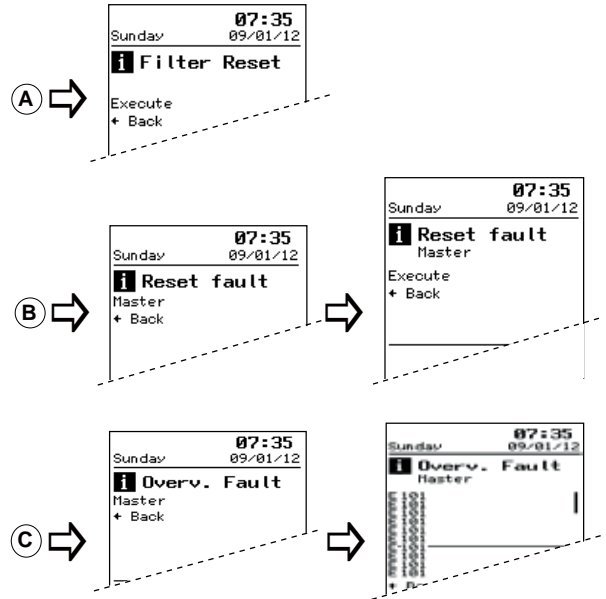 07:35
Sunday 09/01/12
i Filter Reset
A
Execute
← Back
07:35
Sunday 09/01/12
i Reset fault
Master
← Back
B
07:35
Sunday 09/01/12
i Reset fault
Master
Execute
← Back
07:35
Sunday 09/01/12
i Overv. Fault
Master
← Back
C
07:35
Sunday 09/01/12
i Overv. Fault
Master